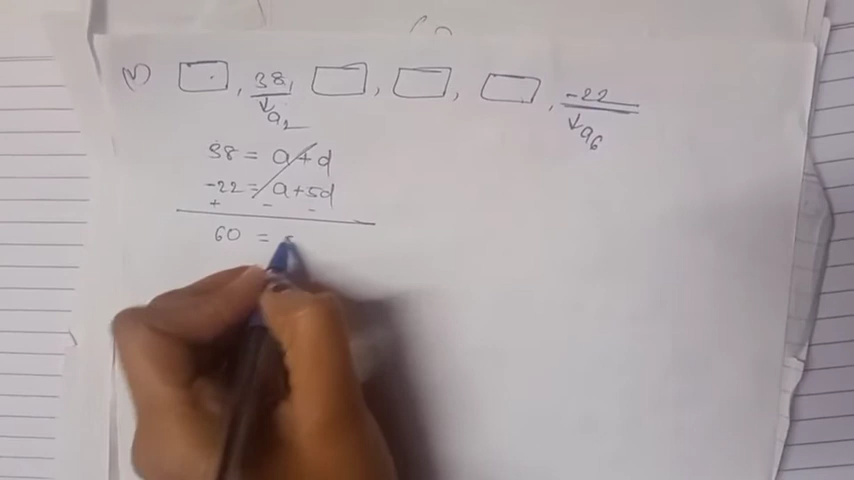 (v) □, 38, □, □, □, -22
↓ a2 ↓ a6
38 = a + d
-22 = a + 5d
+ - -
60 =